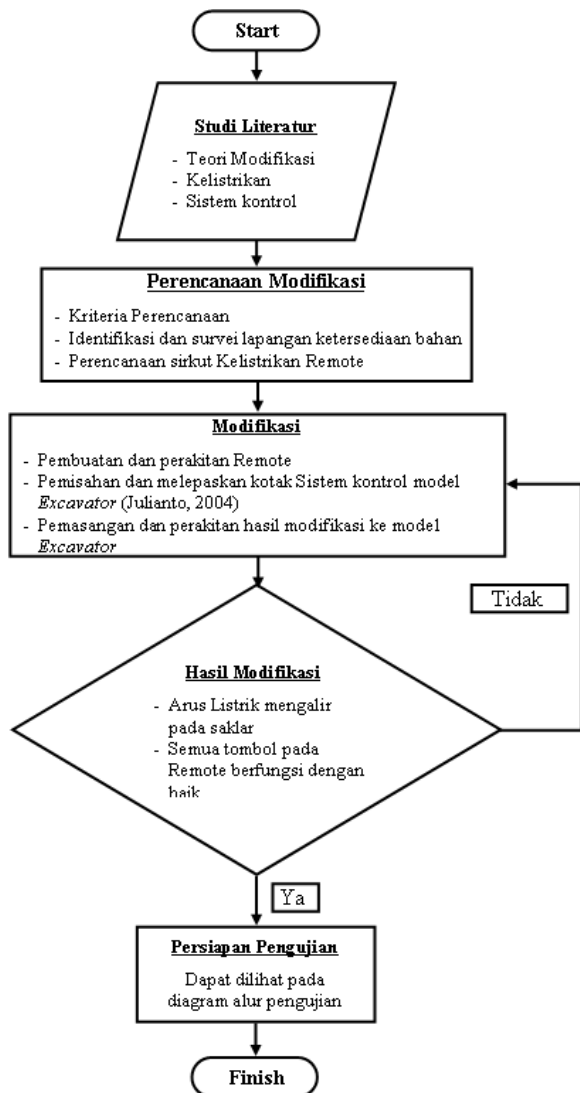 Start
Studi Literatur
- Teori Modifikasi
- Kelistrikan
- Sistem kontrol
Perencanaan Modifikasi
- Kriteria Perencanaan
- Identifikasi dan survei lapangan ketersediaan bahan
- Perencanaan sirkut Kelistrikan Remote
Modifikasi
- Pembuatan dan perakitan Remote
- Pemisahan dan melepaskan kotak Sistem kontrol model
Excavator (Julianto, 2004)
- Pemasangan dan perakitan hasil modifikasi ke model
Excavator
Tidak
Hasil Modifikasi
- Arus Listrik mengalir
pada saklar
- Semua tombol pada
Remote berfungsi dengan
baik
Ya
Persiapan Pengujian
Dapat dilihat pada
diagram alur pengujian
Finish